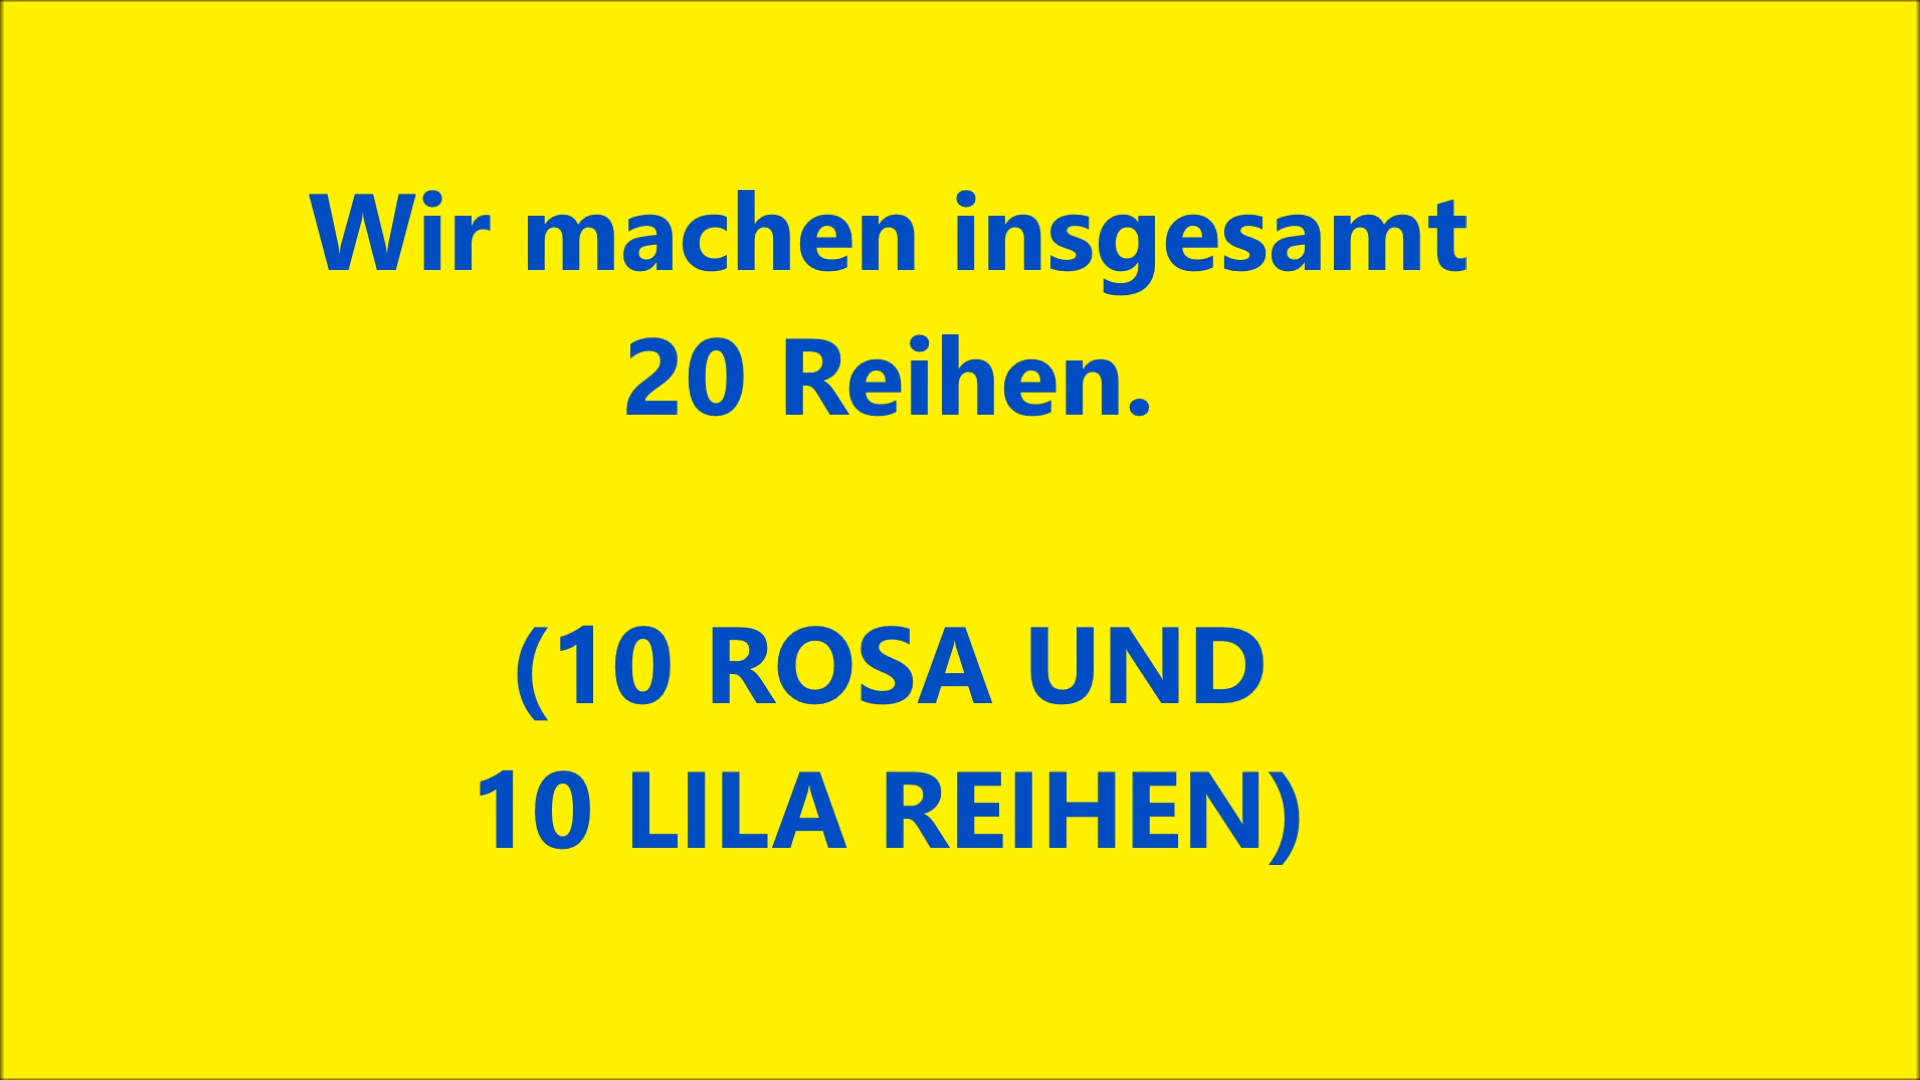 Wir machen insgesamt
20 Reihen.
(10 ROSA UND
10 LILA REIHEN)